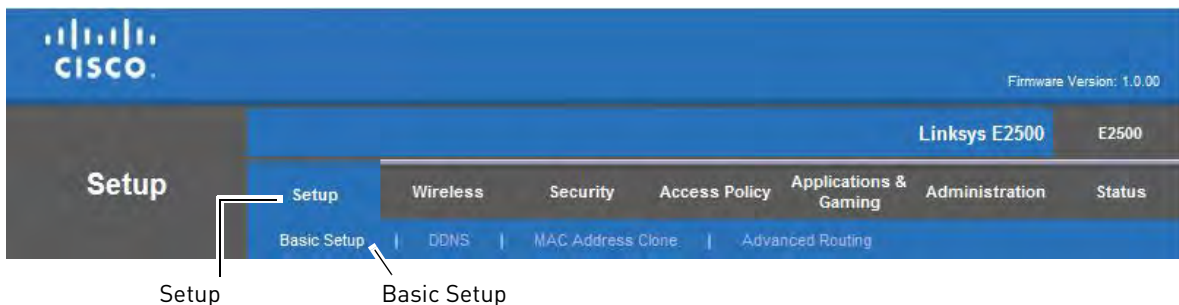 CISCO.
Firmware Version: 1.0.00
Linksys E2500 E2500
Setup
Setup Wireless Security Access Policy Applications & Gaming Administration Status
Basic Setup | DDNS | MAC Address Clone | Advanced Routing
Setup Basic Setup